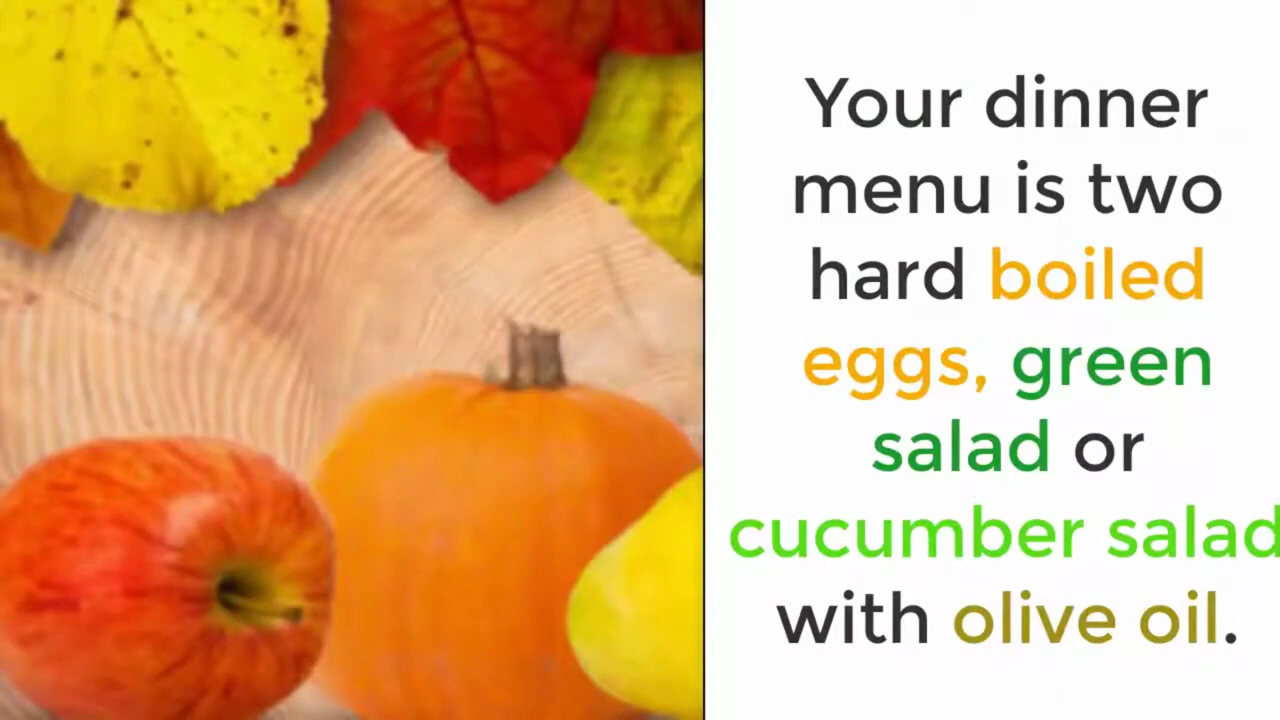 Your dinner
menu is two
hard boiled
eggs, green
salad or
cucumber salad
with olive oil.